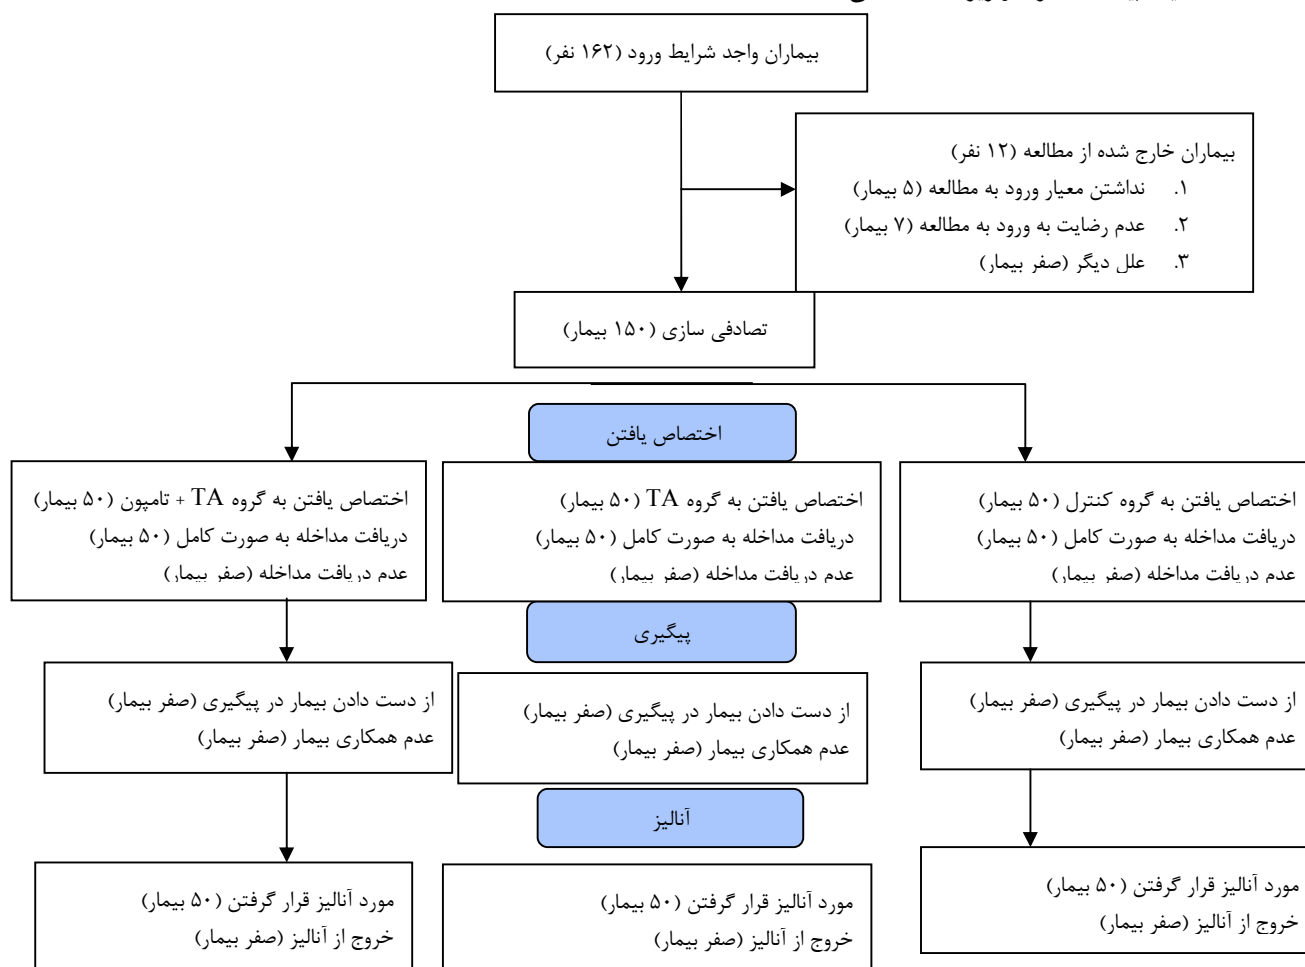 بیماران واجد شرایط ورود (۱۶۲ نفر)
بیماران خارج شده از مطالعه (۱۲ نفر)
۱. نداشتن معیار ورود به مطالعه (۵ بیمار)
۲. عدم رضایت به ورود به مطالعه (۷ بیمار)
۳. علل دیگر (صفر بیمار)
تصادفی سازی (۱۵۰ بیمار)
اختصاص یافتن
اختصاص یافتن به گروه کنترل (۵۰ بیمار)
دریافت مداخله به صورت کامل (۵۰ بیمار)
عدم دریافت مداخله (صفر بیمار)
اختصاص یافتن به گروه TA (۵۰ بیمار)
دریافت مداخله به صورت کامل (۵۰ بیمار)
عدم دریافت مداخله (صفر بیمار)
اختصاص یافتن به گروه TA + تامپون (۵۰ بیمار)
دریافت مداخله به صورت کامل (۵۰ بیمار)
عدم دریافت مداخله (صفر بیمار)
پیگیری
از دست دادن بیمار در پیگیری (صفر بیمار)
عدم همکاری بیمار (صفر بیمار)
از دست دادن بیمار در پیگیری (صفر بیمار)
عدم همکاری بیمار (صفر بیمار)
از دست دادن بیمار در پیگیری (صفر بیمار)
عدم همکاری بیمار (صفر بیمار)
آنالیز
مورد آنالیز قرار گرفتن (۵۰ بیمار)
خروج از آنالیز (صفر بیمار)
مورد آنالیز قرار گرفتن (۵۰ بیمار)
خروج از آنالیز (صفر بیمار)
مورد آنالیز قرار گرفتن (۵۰ بیمار)
خروج از آنالیز (صفر بیمار)